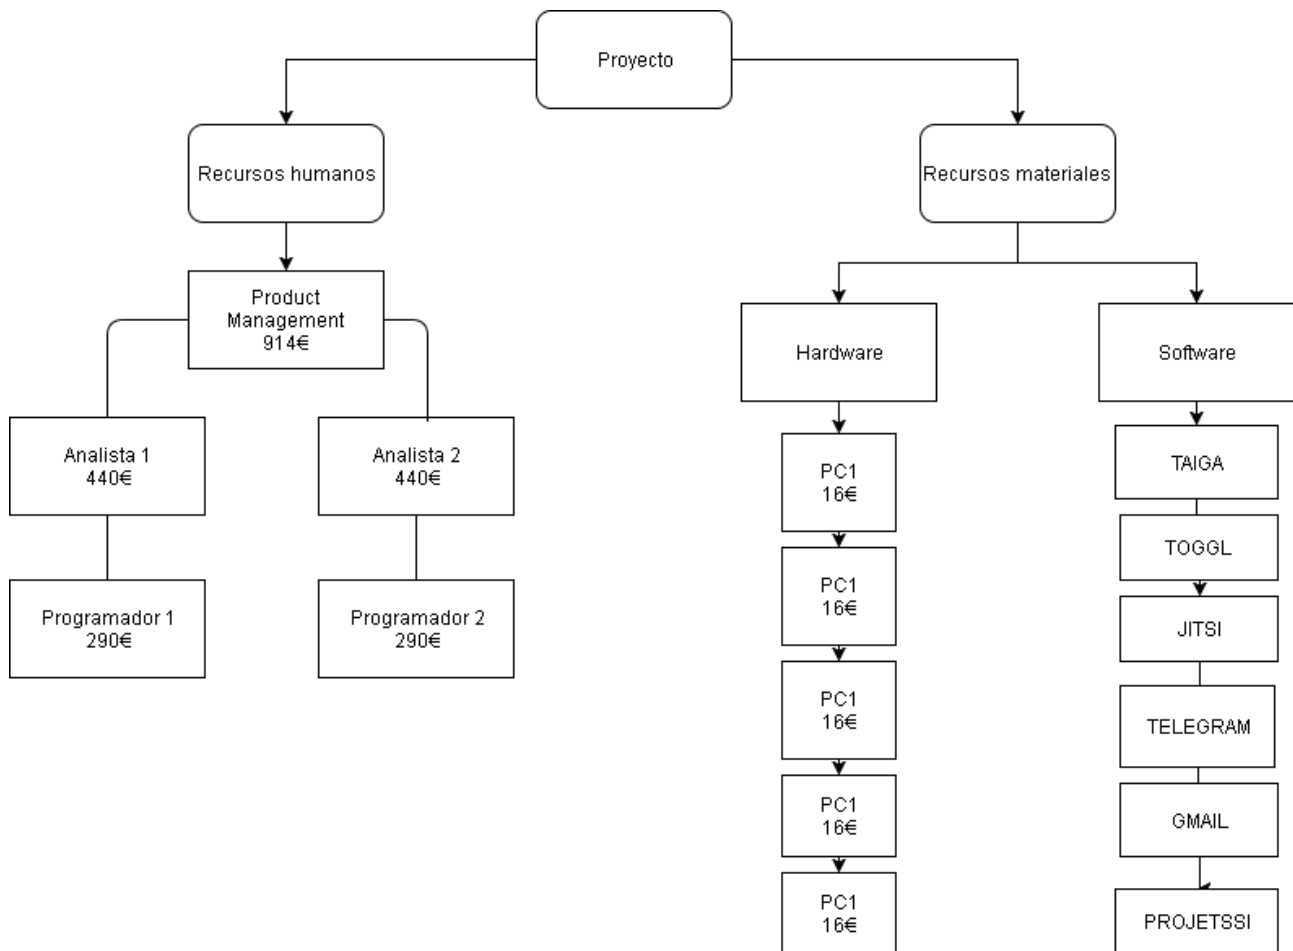 Proyecto
Recursos humanos
Recursos materiales
Product
Management
914€
Hardware
Software
Analista 1
440€
Analista 2
440€
Programador 1
290€
Programador 2
290€
PC1
16€
PC1
16€
PC1
16€
PC1
16€
PC1
16€
TAIGA
TOGGL
JITSI
TELEGRAM
GMAIL
PROJETSSI